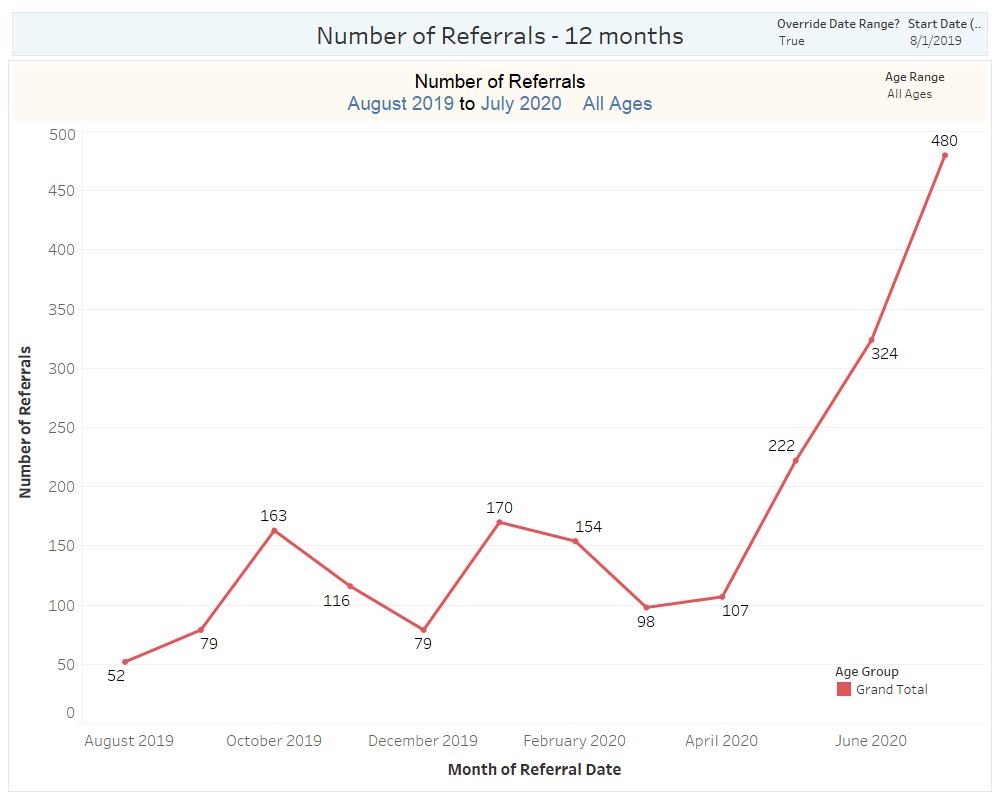 Number of Referrals - 12 months
Override Date Range? Start Date (..
True 8/1/2019
Number of Referrals
August 2019 to July 2020 All Ages
Age Range
All Ages
Number of Referrals
500
450
400
350
300
250
200
150
100
50
0
52
79
163
116
79
170
154
98
107
222
324
480
Age Group
Grand Total
August 2019 October 2019 December 2019 February 2020 April 2020 June 2020
Month of Referral Date